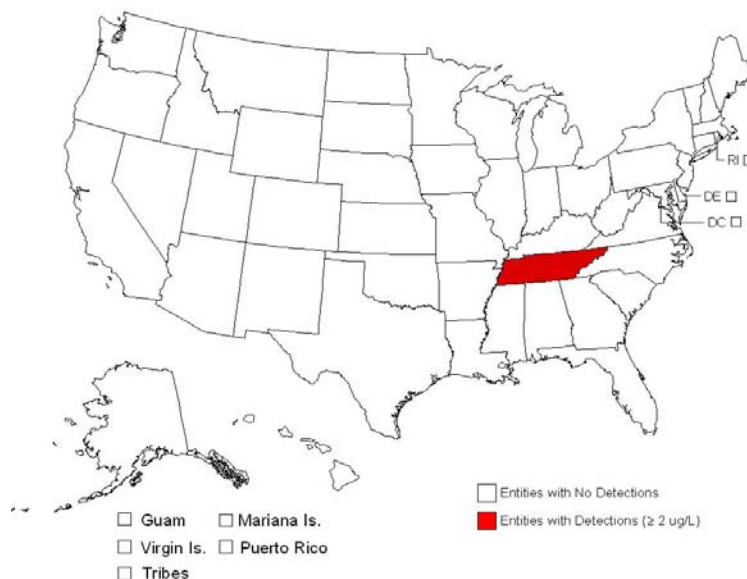 RI
DE
DC
Entities with No Detections
Entities with Detections (≥ 2 ug/L)
Guam
Mariana Is.
Virgin Is.
Puerto Rico
Tribes